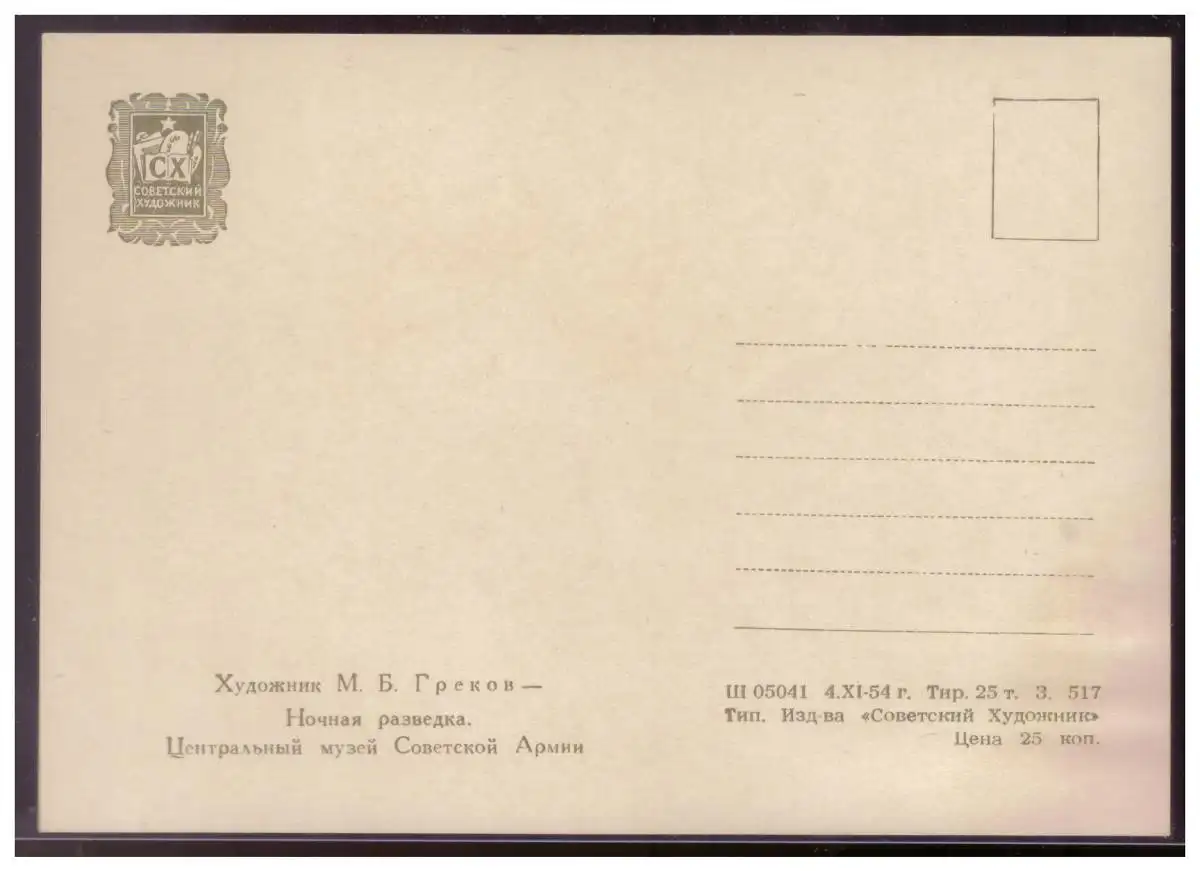 СХ
СОВЕТСКИЙ
ХУДОЖНИК
Художник М. Б. Греков —
Ночная разведка.
Центральный музей Советской Армии
Ш 05041 4.XI-54 г. Тир. 25 т. З. 517
Тип. Изд-ва «Советский Художник»
Цена 25 коп.